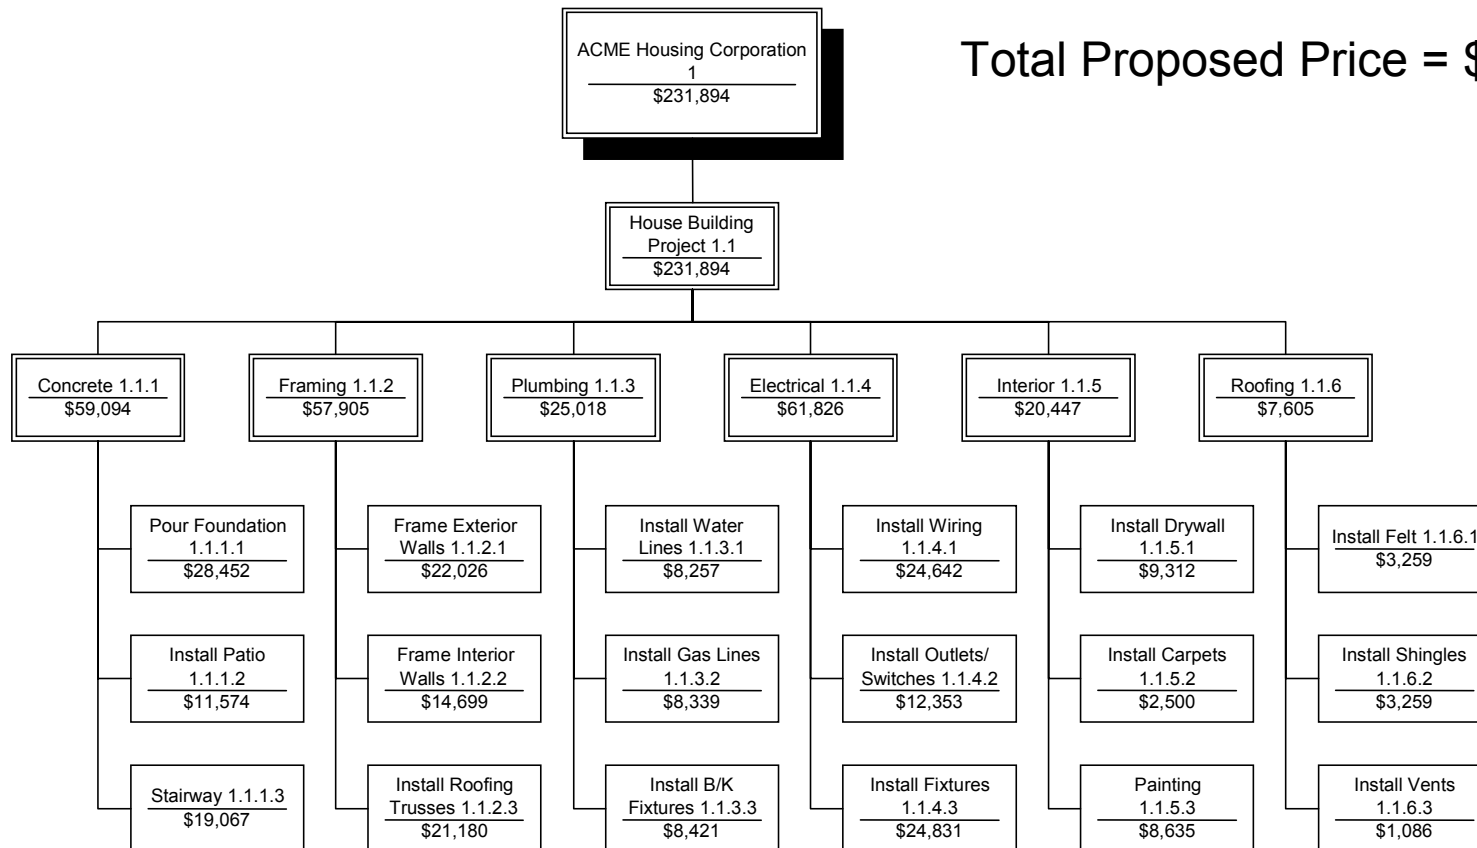 ACME Housing Corporation
1
$231,894
Total Proposed Price = $
House Building
Project 1.1
$231,894
Concrete 1.1.1
$59,094
Framing 1.1.2
$57,905
Plumbing 1.1.3
$25,018
Electrical 1.1.4
$61,826
Interior 1.1.5
$20,447
Roofing 1.1.6
$7,605
Pour Foundation
1.1.1.1
$28,452
Frame Exterior
Walls 1.1.2.1
$22,026
Install Water
Lines 1.1.3.1
$8,257
Install Wiring
1.1.4.1
$24,642
Install Drywall
1.1.5.1
$9,312
Install Felt 1.1.6.1
$3,259
Install Patio
1.1.1.2
$11,574
Frame Interior
Walls 1.1.2.2
$14,699
Install Gas Lines
1.1.3.2
$8,339
Install Outlets/
Switches 1.1.4.2
$12,353
Install Carpets
1.1.5.2
$2,500
Install Shingles
1.1.6.2
$3,259
Stairway 1.1.1.3
$19,067
Install Roofing
Trusses 1.1.2.3
$21,180
Install B/K
Fixtures 1.1.3.3
$8,421
Install Fixtures
1.1.4.3
$24,831
Painting
1.1.5.3
$8,635
Install Vents
1.1.6.3
$1,086